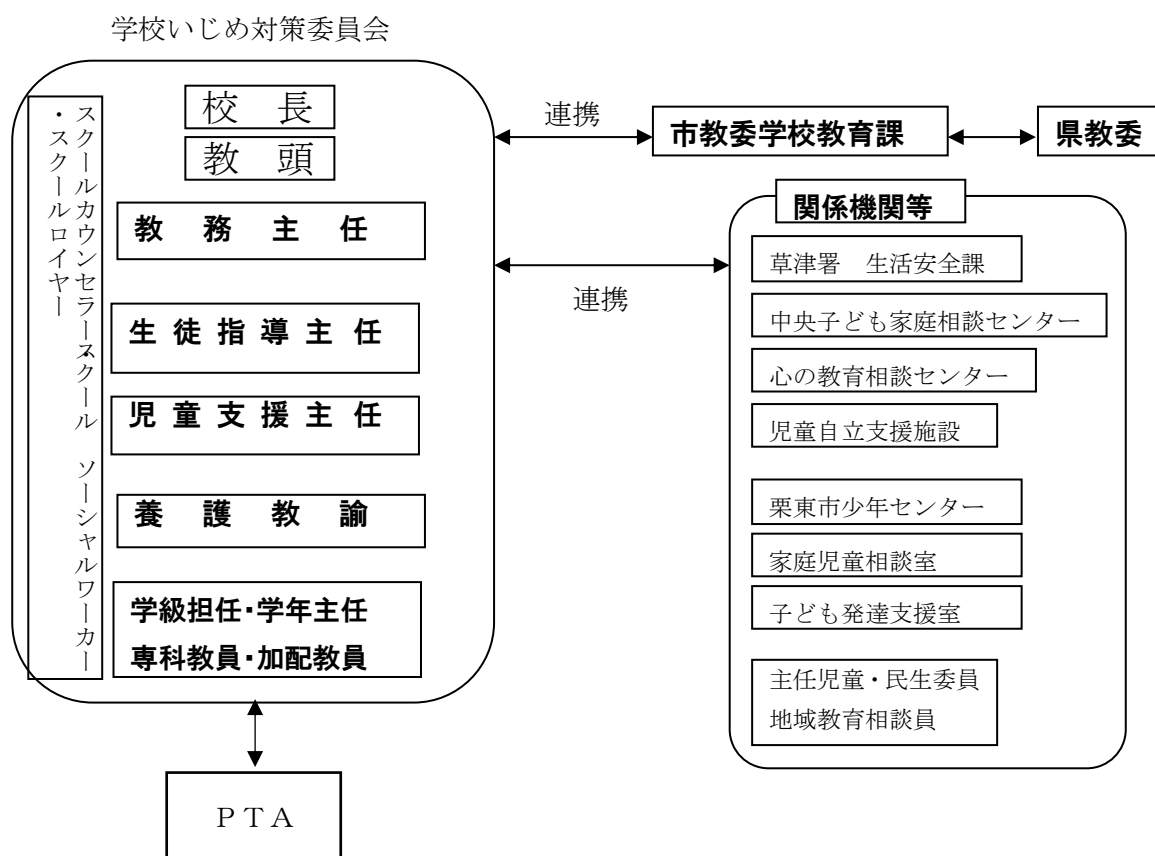 学校いじめ対策委員会
校　長
教　頭
教　務　主　任
生 徒 指 導 主 任
児 童 支 援 主 任
養　護　教　諭
学級担任・学年主任
専科教員・加配教員
スクールカウンセラー・スクール　ソーシャルワーカー
・スクールロイヤー
連携
市教委学校教育課
県教委
連携
関係機関等
草津署　生活安全課
中央子ども家庭相談センター
心の教育相談センター
児童自立支援施設
栗東市少年センター
家庭児童相談室
子ども発達支援室
主任児童・民生委員
地域教育相談員
ＰＴＡ